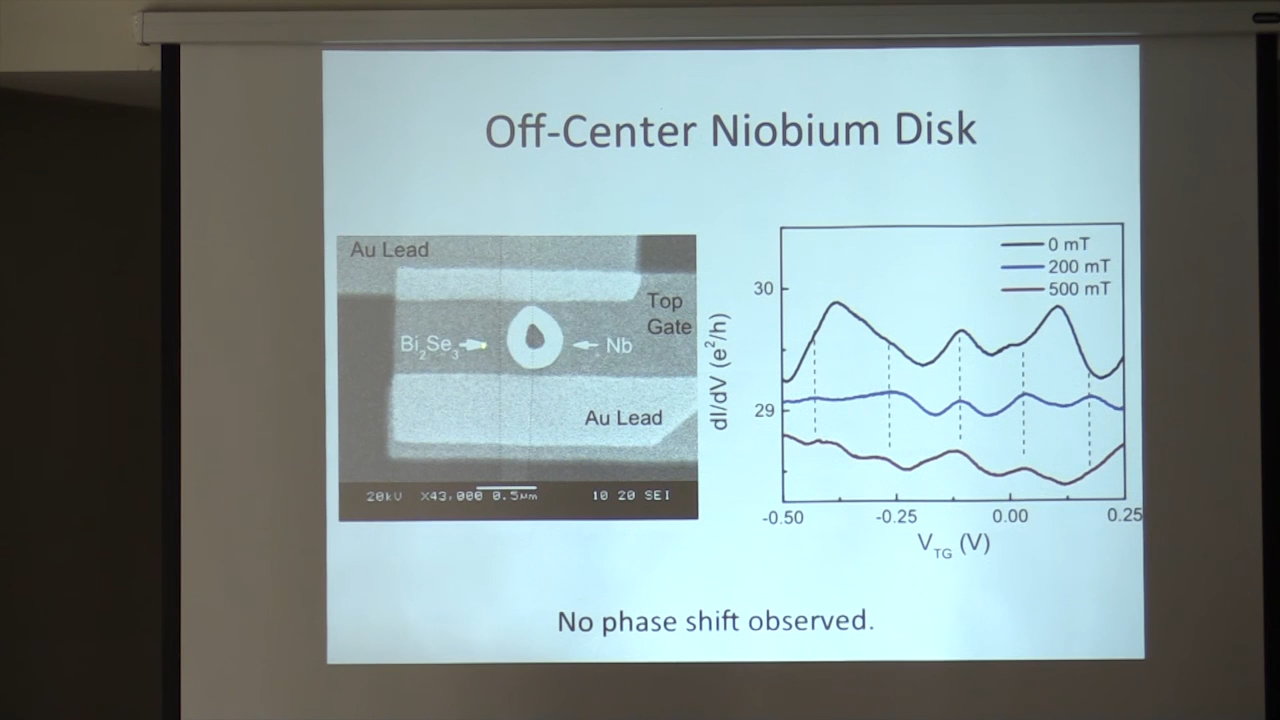 Off-Center Niobium Disk
Au Lead
Top
Gate
Bi2Se3
Nb
Au Lead
20kU X43,000 0.5µm 10 20 SEI
0 mT
200 mT
500 mT
30
29
dI/dV (e²/h)
-0.50 -0.25 0.00 0.25
VTG (V)
No phase shift observed.